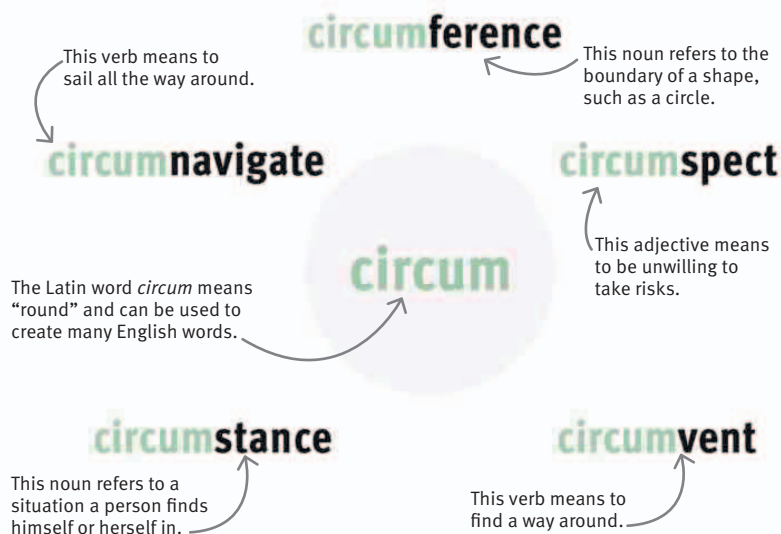 circumference
This verb means to
sail all the way around.
This noun refers to the
boundary of a shape,
such as a circle.
circumnavigate
circumspect
This adjective means
to be unwilling to
take risks.
circum
The Latin word circum means
“round” and can be used to
create many English words.
circumstance
This noun refers to a
situation a person finds
himself or herself in.
circumvent
This verb means to
find a way around.